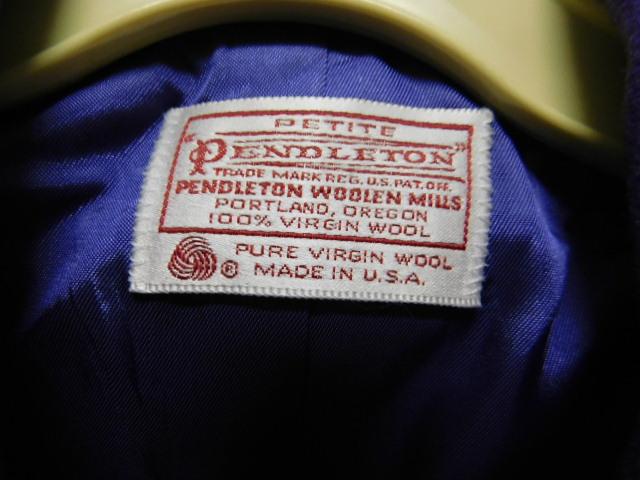 PETITE
"PENDLETON"
TRADE MARK REG. U.S. PAT. OFF.
PENDLETON WOOLEN MILLS
PORTLAND, OREGON
100% VIRGIN WOOL
PURE VIRGIN WOOL
® MADE IN U.S.A.